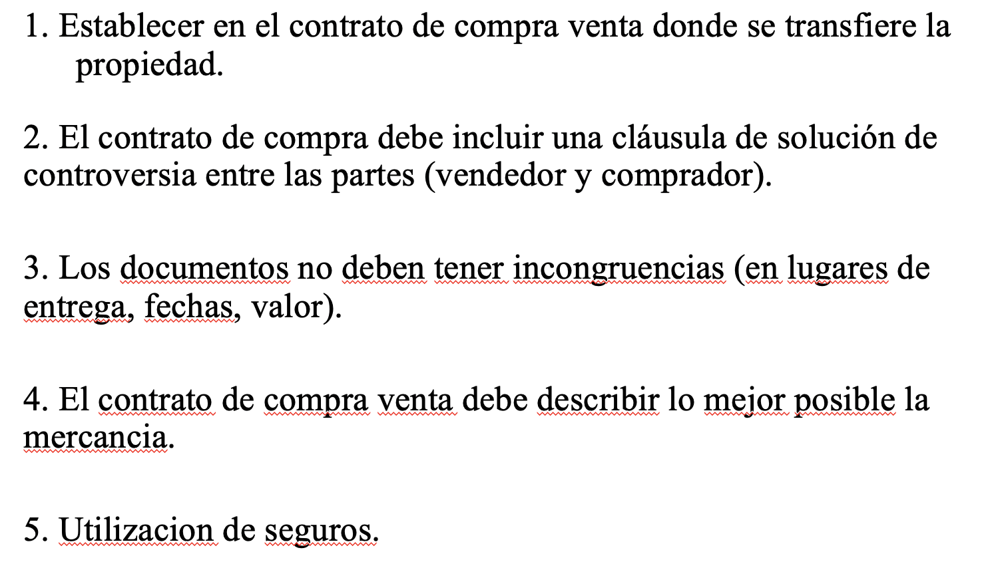 1. Establecer en el contrato de compra venta donde se transfiere la
propiedad.
2. El contrato de compra debe incluir una cláusula de solución de
controversia entre las partes (vendedor y comprador).
3. Los documentos no deben tener incongruencias (en lugares de
entrega, fechas, valor).
4. El contrato de compra venta debe describir lo mejor posible la
mercancia.
5. Utilizacion de seguros.